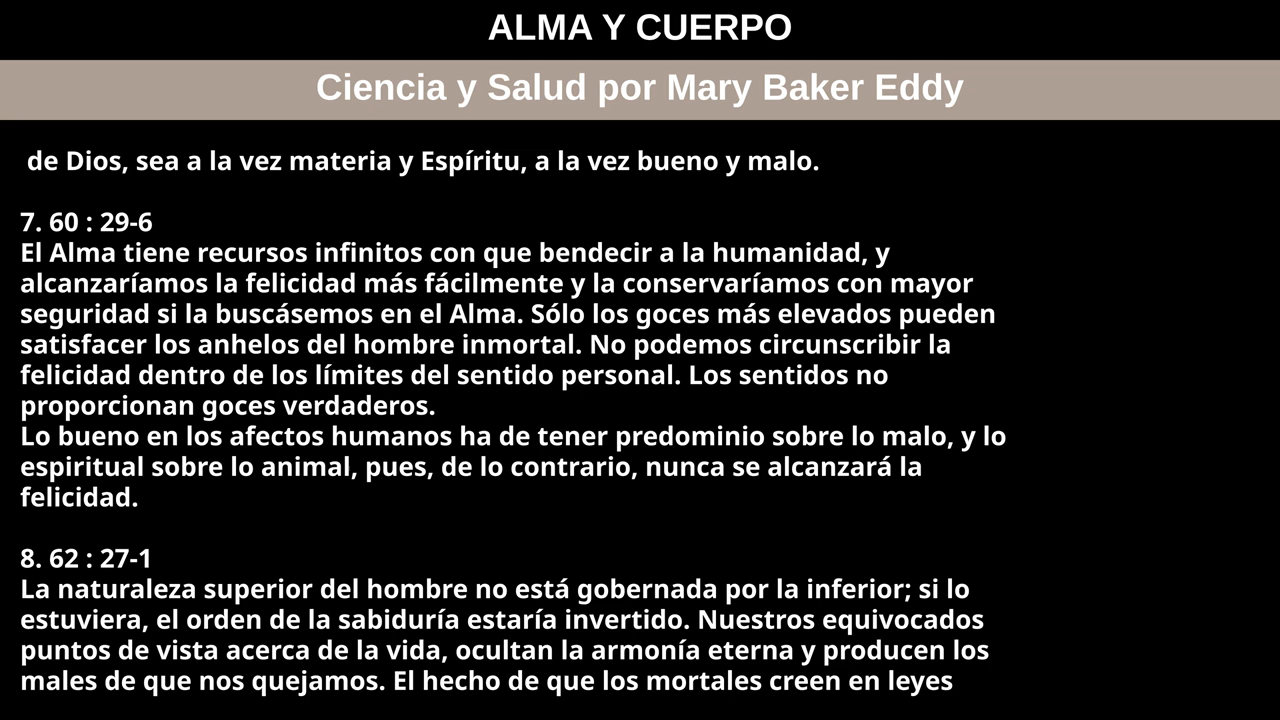 ALMA Y CUERPO
Ciencia y Salud por Mary Baker Eddy
de Dios, sea a la vez materia y Espíritu, a la vez bueno y malo.
7. 60 : 29-6
El Alma tiene recursos infinitos con que bendecir a la humanidad, y
alcanzaríamos la felicidad más fácilmente y la conservaríamos con mayor
seguridad si la buscásemos en el Alma. Sólo los goces más elevados pueden
satisfacer los anhelos del hombre inmortal. No podemos circunscribir la
felicidad dentro de los límites del sentido personal. Los sentidos no
proporcionan goces verdaderos.
Lo bueno en los afectos humanos ha de tener predominio sobre lo malo, y lo
espiritual sobre lo animal, pues, de lo contrario, nunca se alcanzará la
felicidad.
8. 62 : 27-1
La naturaleza superior del hombre no está gobernada por la inferior; si lo
estuviera, el orden de la sabiduría estaría invertido. Nuestros equivocados
puntos de vista acerca de la vida, ocultan la armonía eterna y producen los
males de que nos quejamos. El hecho de que los mortales creen en leyes